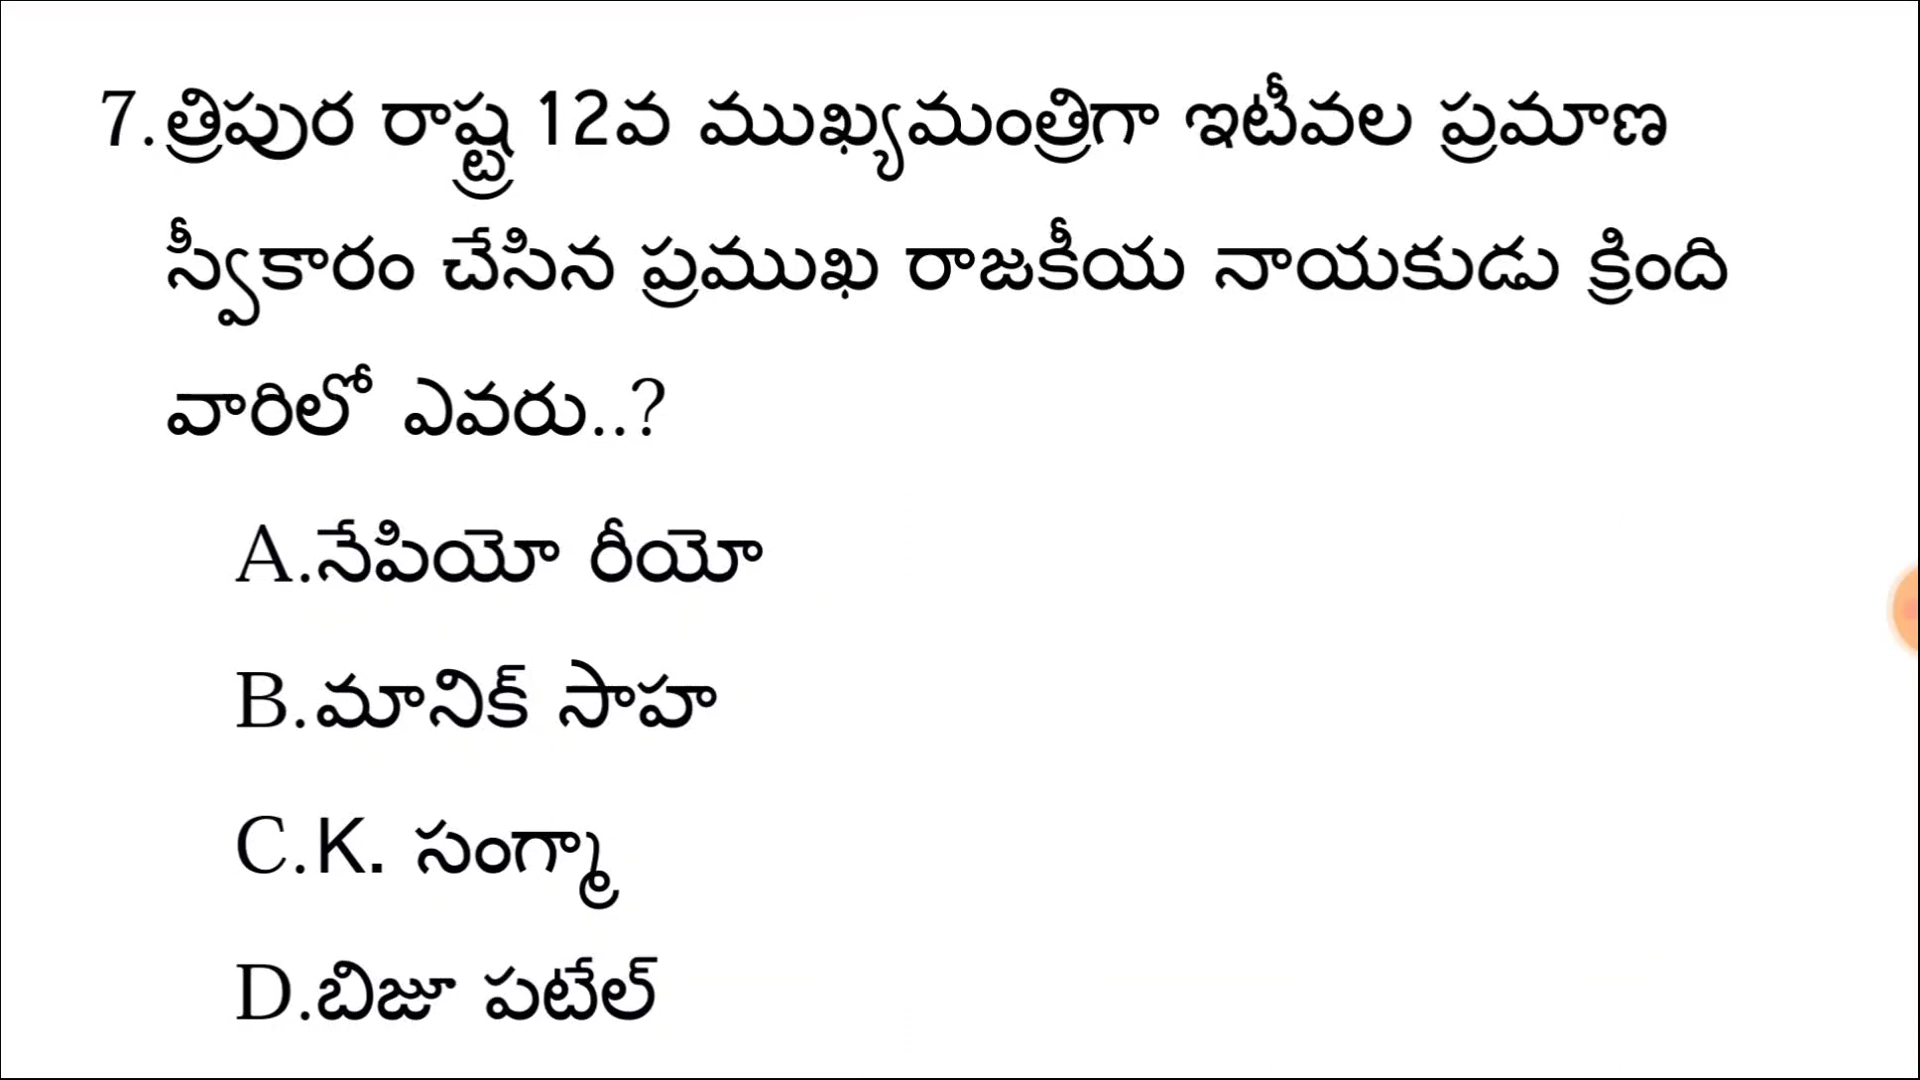 7.త్రిపుర రాష్ట్ర 12వ ముఖ్యమంత్రిగా ఇటీవల ప్రమాణ
స్వీకారం చేసిన ప్రముఖ రాజకీయ నాయకుడు క్రింది
వారిలో ఎవరు..?
A.నేపియో రీయో
B.మానిక్ సాహ
C.K. సంగ్మా
D.బిజూ పటేల్